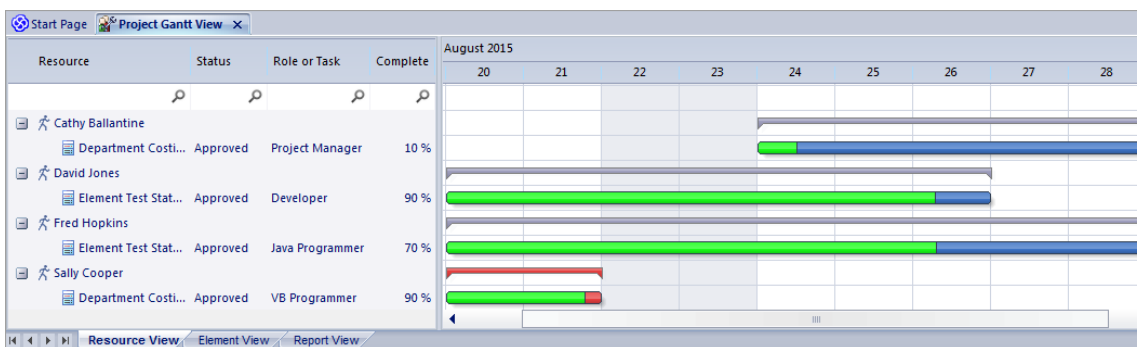 Start Page Project Gantt View X
August 2015
Resource Status Role or Task Complete
20 21 22 23 24 25 26 27 28
Cathy Ballantine
Department Costi... Approved Project Manager 10 %
David Jones
Element Test Stat... Approved Developer 90 %
Fred Hopkins
Element Test Stat... Approved Java Programmer 70 %
Sally Cooper
Department Costi... Approved VB Programmer 90 %
Resource View Element View Report View